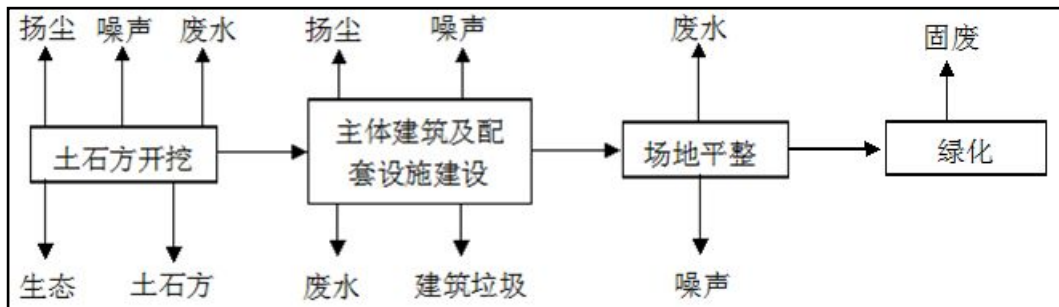 扬尘 噪声 废水 扬尘 噪声 废水 固废
土石方开挖
主体建筑及配
套设施建设
场地平整
绿化
生态 土石方 废水 建筑垃圾 噪声